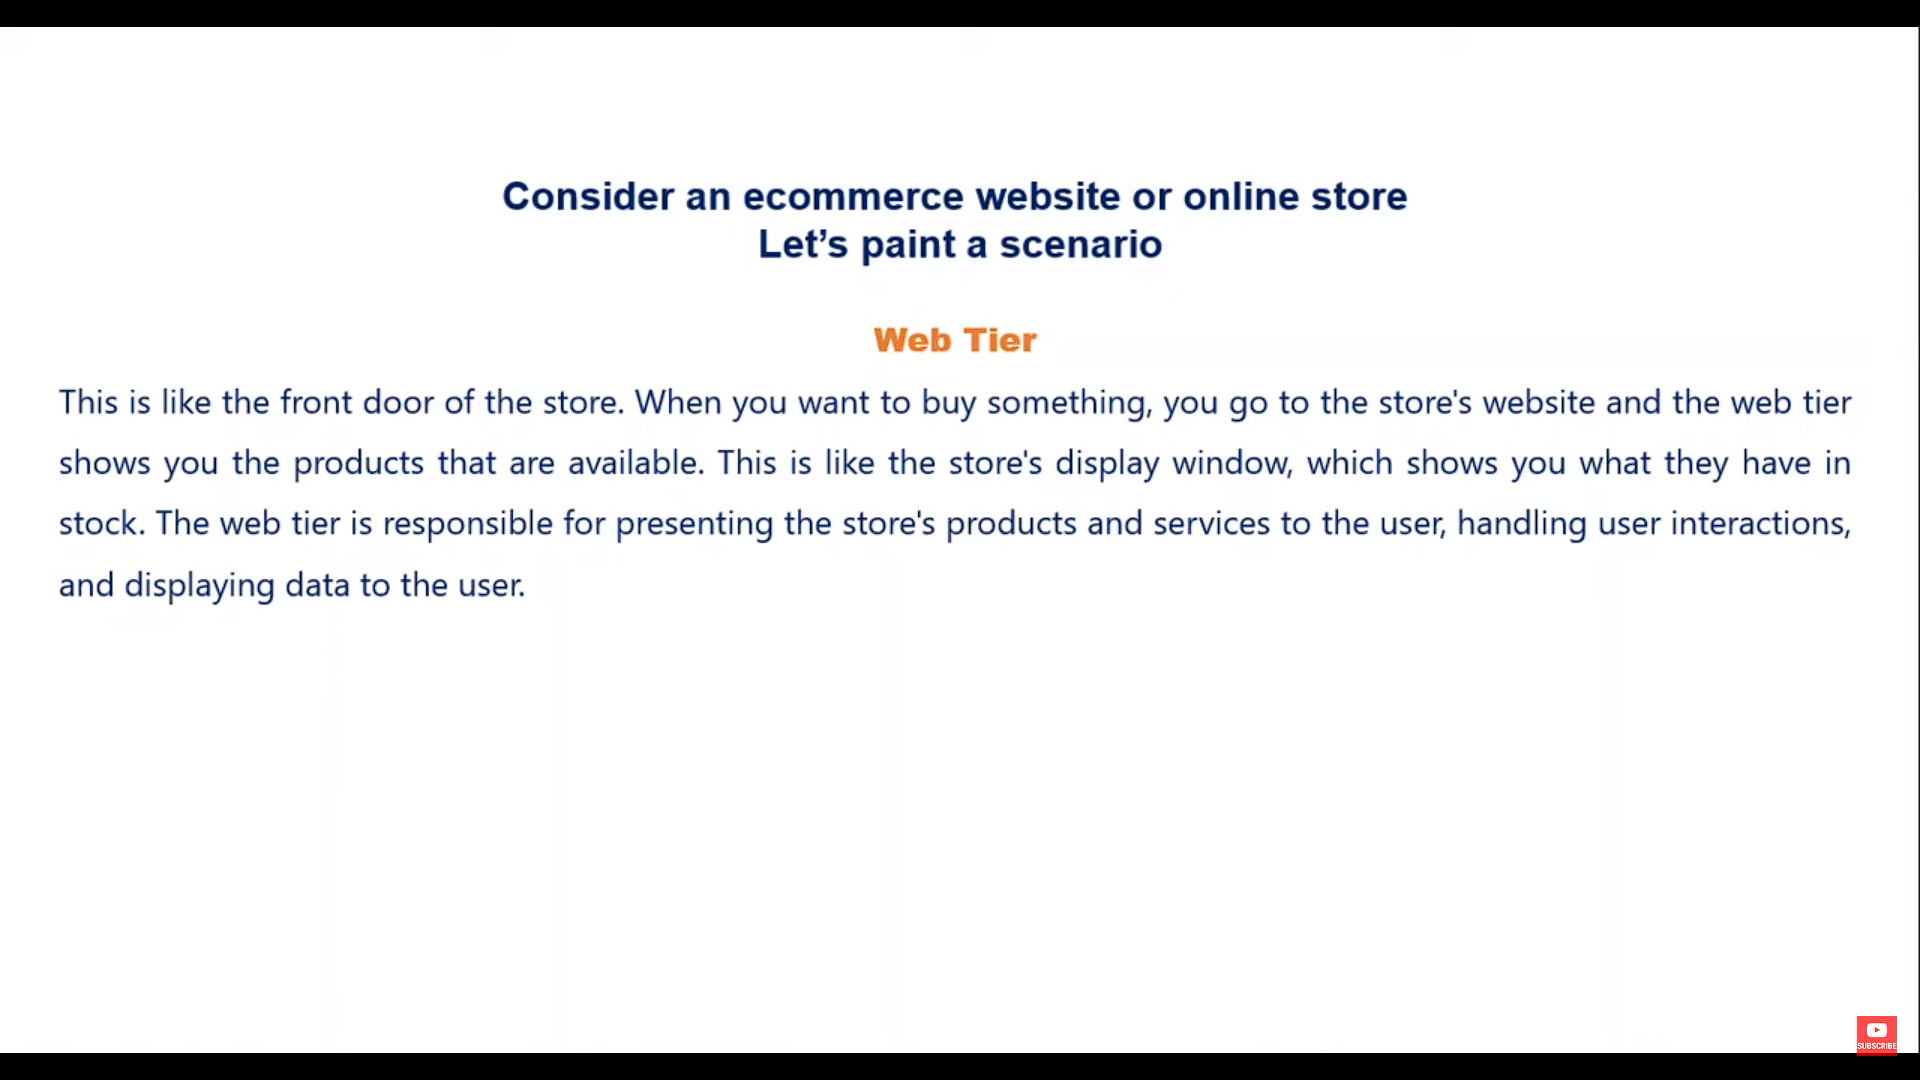 Consider an ecommerce website or online store
Let’s paint a scenario
Web Tier
This is like the front door of the store. When you want to buy something, you go to the store's website and the web tier
shows you the products that are available. This is like the store's display window, which shows you what they have in
stock. The web tier is responsible for presenting the store's products and services to the user, handling user interactions,
and displaying data to the user.
SUBSCRIBE